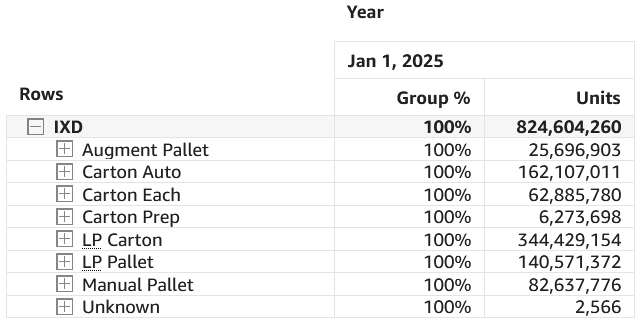 Year
Jan 1, 2025
Rows Group % Units
IXD 100% 824,604,260
Augment Pallet 100% 25,696,903
Carton Auto 100% 162,107,011
Carton Each 100% 62,885,780
Carton Prep 100% 6,273,698
LP Carton 100% 344,429,154
LP Pallet 100% 140,571,372
Manual Pallet 100% 82,637,776
Unknown 100% 2,566